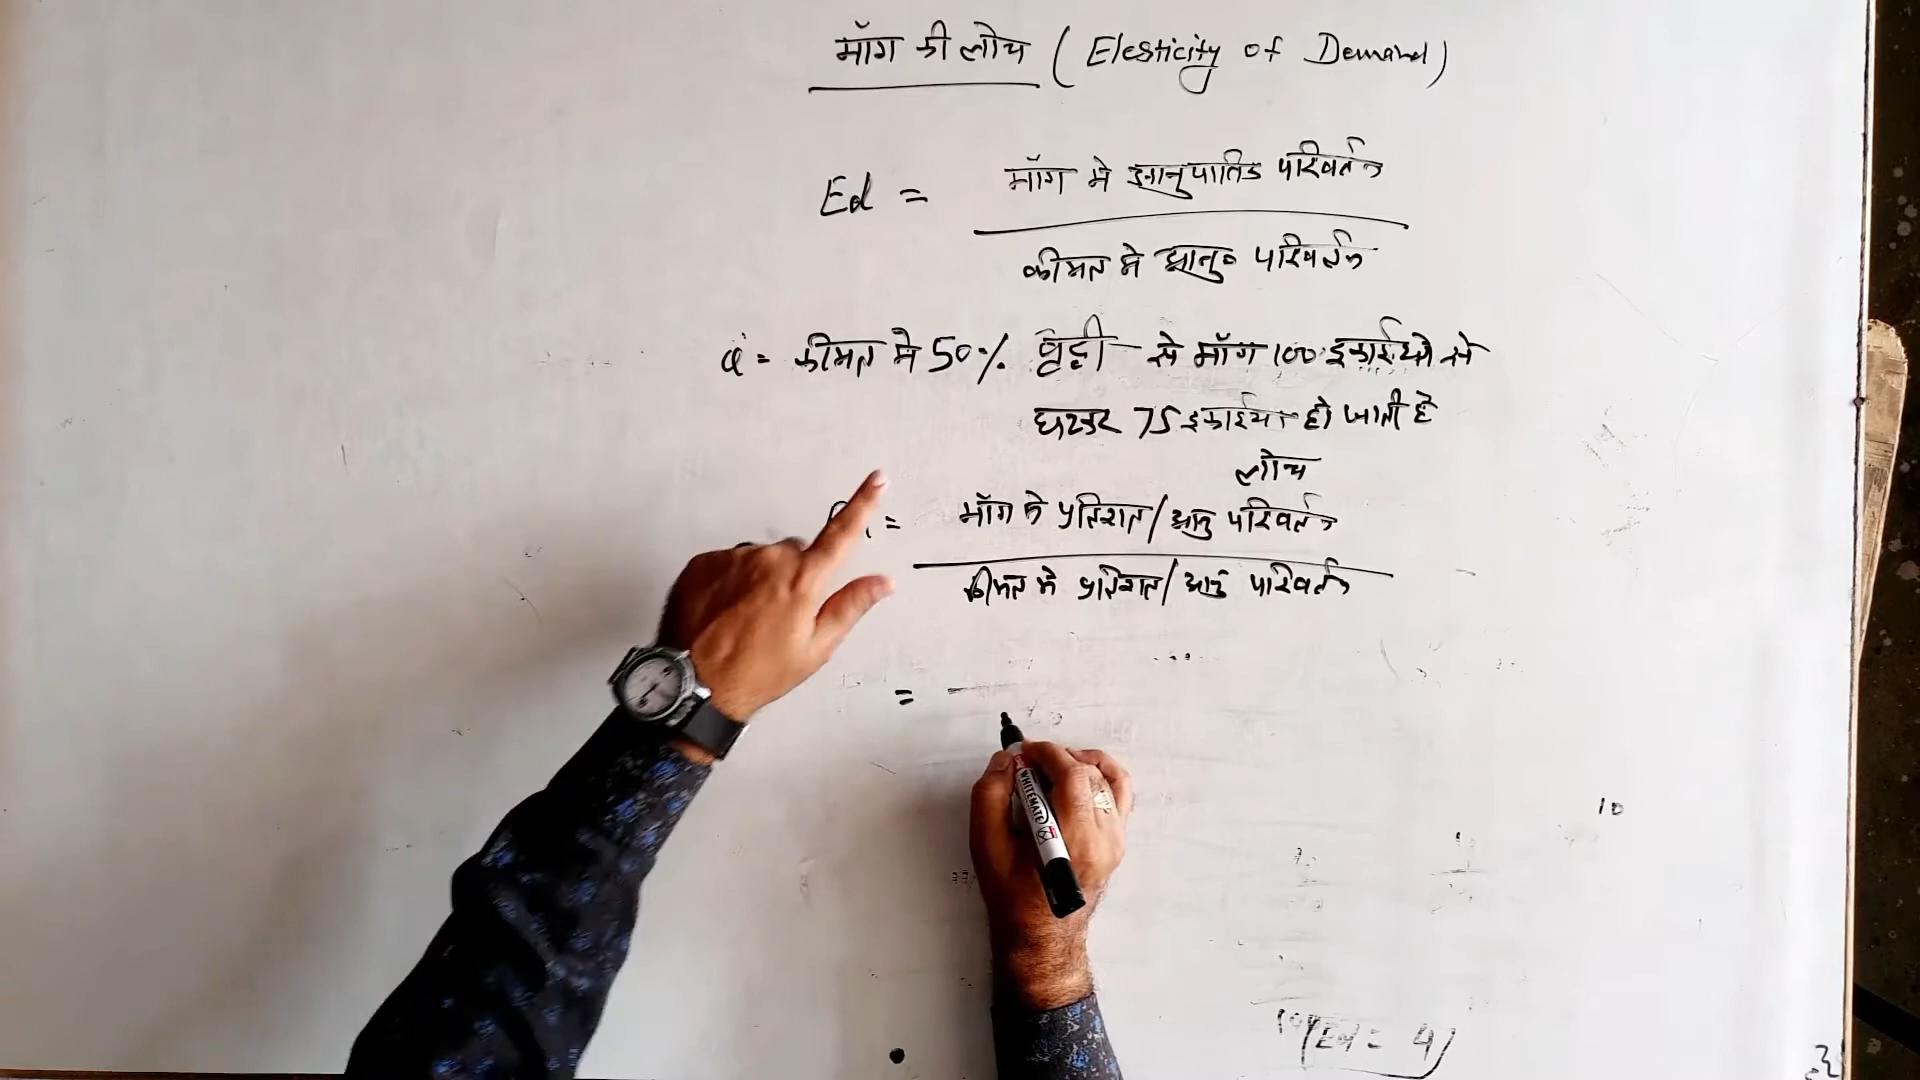 माँग की लोच ( Elesticity of Demand )
Ed = माँग मे आनुपातिक परिवर्तन
कीमत मे आनु० परिवर्तन
Q = कीमत मे 50% वृद्दी से माँग 100 इकाईयो से
घटकर 75 इकाईया हो जाती है
लोच
= माँग मे प्रतिशत / आनु परिवर्तन
कीमत मे प्रतिशत / आनु परिवर्तन
=
WHITEMATE
10
Ed = 4